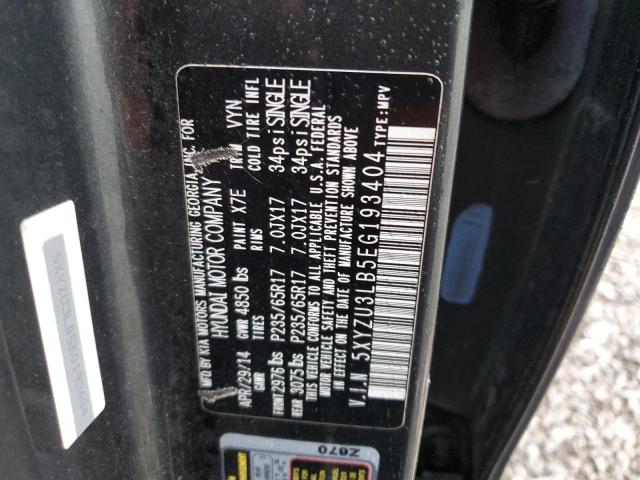 MFD BY KIA MOTORS MANUFACTURING GEORGIA, INC. FOR
HYUNDAI MOTOR COMPANY
APR/29/14 GVWR 4850 lbs PAINT X7E TRIM VYN
GAWR TIRES RIMS COLD TIRE INFL
FRONT 2976 lbs P235/65R17 7.0JX17 34psi SINGLE
REAR 3075 lbs P235/65R17 7.0JX17 34psi SINGLE
THIS VEHICLE CONFORMS TO ALL APPLICABLE U.S.A. FEDERAL
MOTOR VEHICLE SAFETY AND THEFT PREVENTION STANDARDS
IN EFFECT ON THE DATE OF MANUFACTURE SHOWN ABOVE
V.I.N 5XYZU3LB5EG193404 TYPE:MPV
Z670